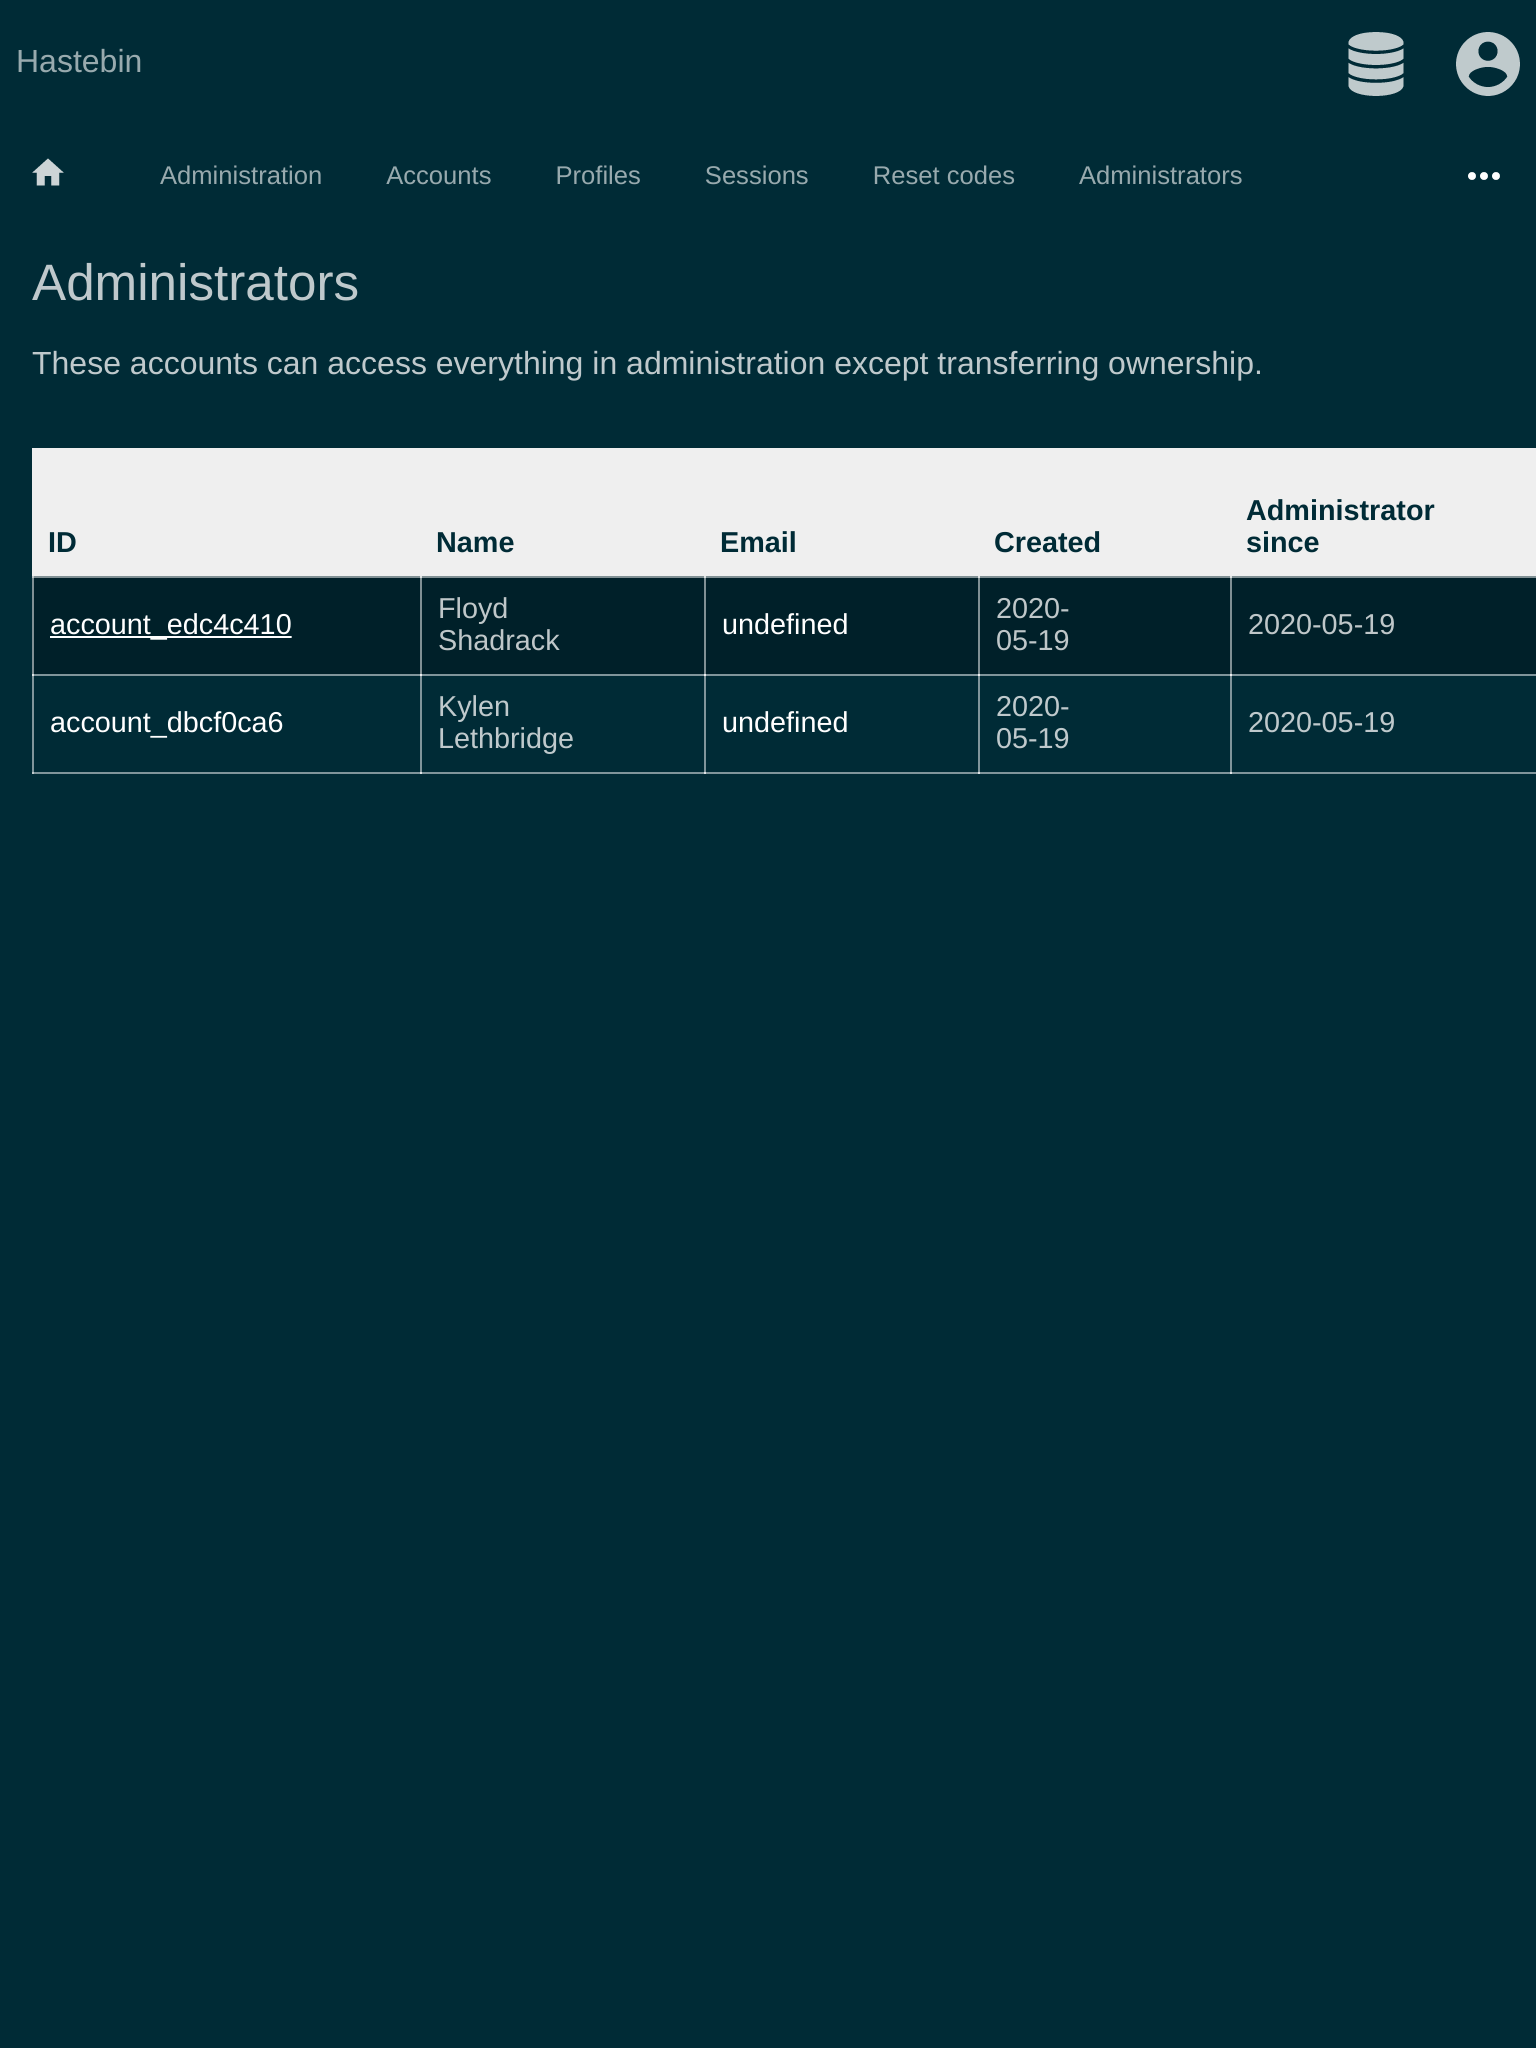 Hastebin
Administration Accounts Profiles Sessions Reset codes Administrators
Administrators
These accounts can access everything in administration except transferring ownership.
ID Name Email Created Administrator since
account_edc4c410 Floyd Shadrack undefined 2020-05-19 2020-05-19
account_dbcf0ca6 Kylen Lethbridge undefined 2020-05-19 2020-05-19